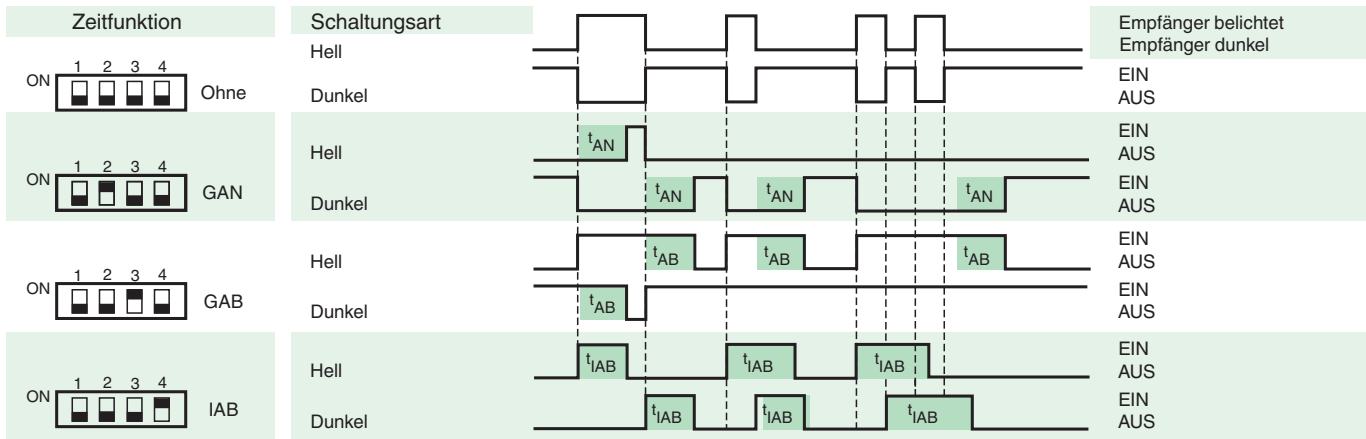 Zeitfunktion
Schaltungsart
Empfänger belichtet
Empfänger dunkel
Hell
ON
1 2 3 4
Ohne
Dunkel
EIN
AUS
ON
1 2 3 4
GAN
Hell
tAN
EIN
AUS
Dunkel
tAN
tAN
tAN
EIN
AUS
ON
1 2 3 4
GAB
Hell
tAB
tAB
tAB
EIN
AUS
Dunkel
tAB
EIN
AUS
ON
1 2 3 4
IAB
Hell
tIAB
tIAB
tIAB
EIN
AUS
Dunkel
tIAB
tIAB
tIAB
EIN
AUS